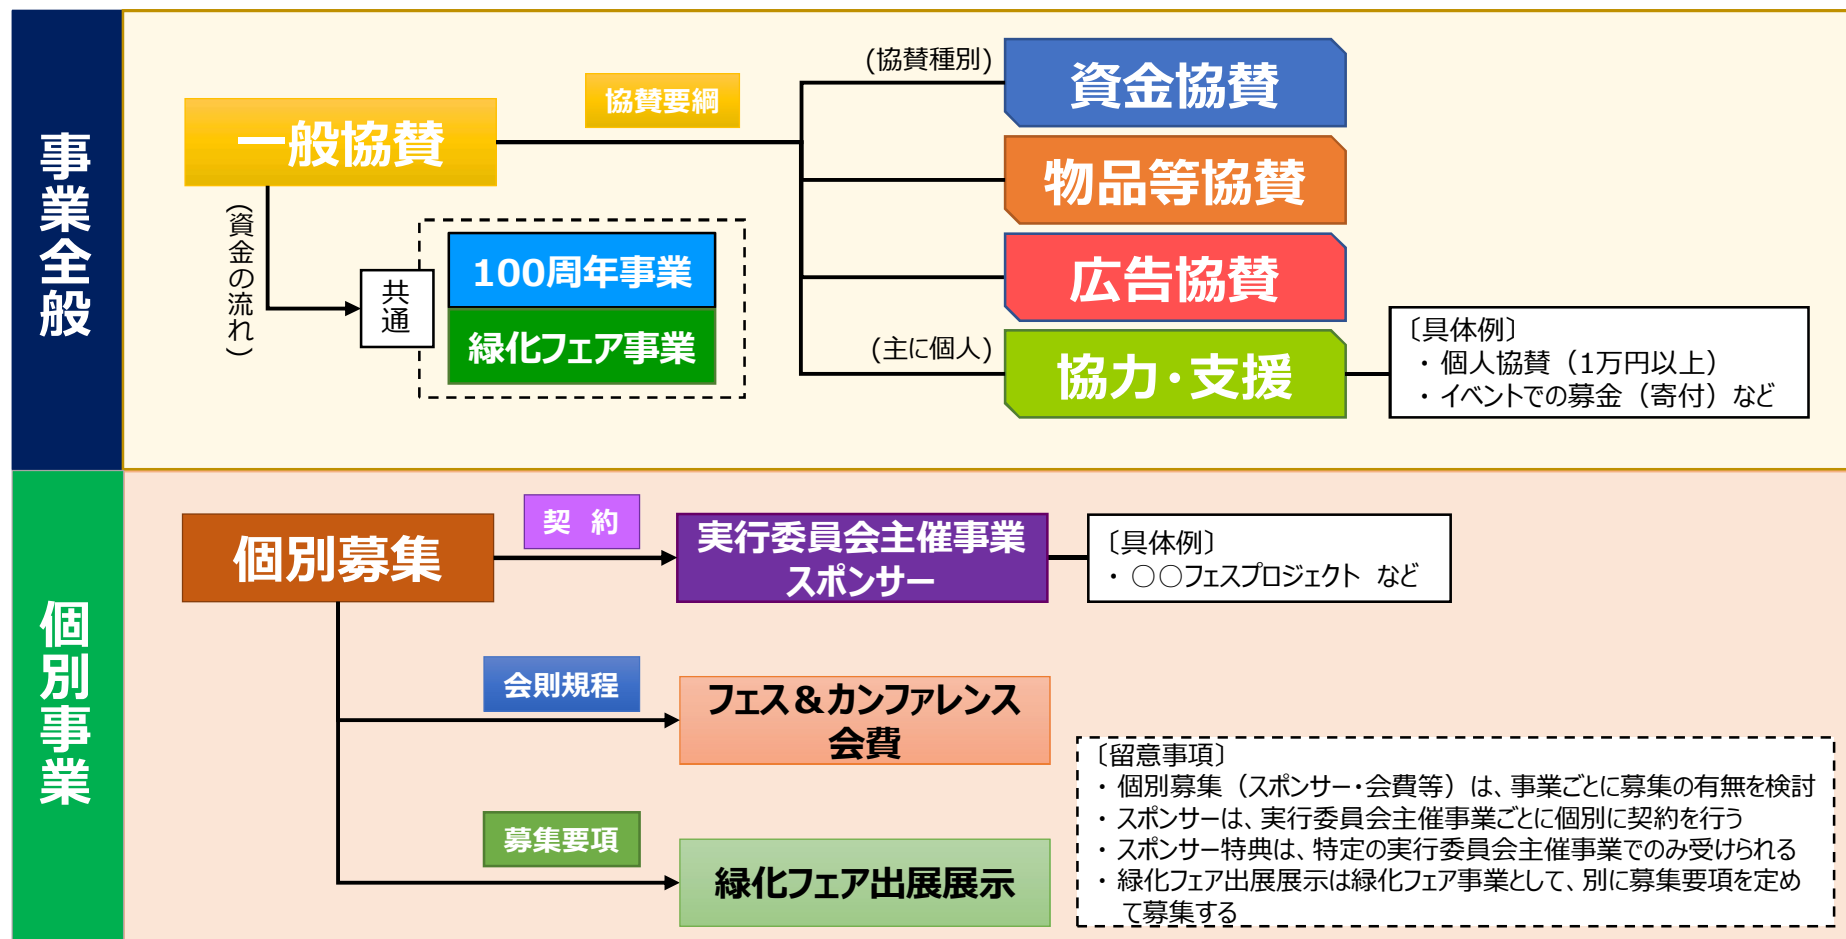 事業全般
一般協賛
協賛要綱
(協賛種別)
資金協賛
物品等協賛
広告協賛
(主に個人)
協力・支援
〔具体例〕
・個人協賛（1万円以上）
・イベントでの募金（寄付）など
(資金の流れ)
共通
100周年事業
緑化フェア事業
個別事業
個別募集
契 約
実行委員会主催事業
スポンサー
〔具体例〕
・○○フェスプロジェクト など
会則規程
フェス＆カンファレンス
会費
募集要項
緑化フェア出展展示
〔留意事項〕
・個別募集（スポンサー・会費等）は、事業ごとに募集の有無を検討
・スポンサーは、実行委員会主催事業ごとに個別に契約を行う
・スポンサー特典は、特定の実行委員会主催事業でのみ受けられる
・緑化フェア出展展示は緑化フェア事業として、別に募集要項を定め
て募集する